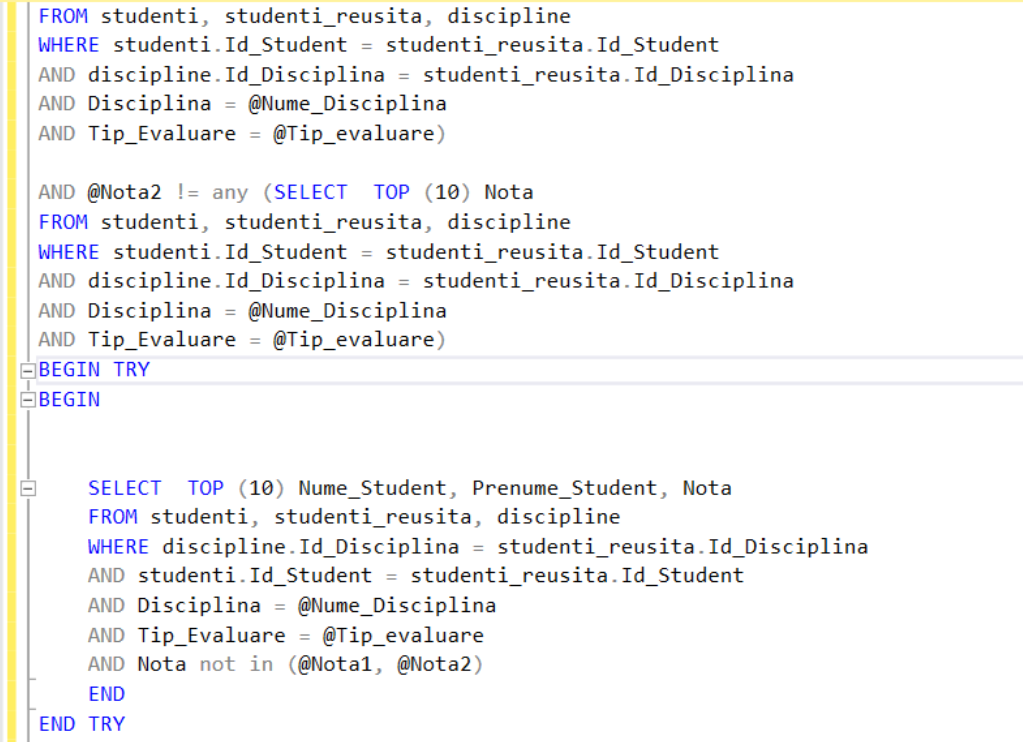 FROM studenti, studenti_reusita, discipline
WHERE studenti.Id_Student = studenti_reusita.Id_Student
AND discipline.Id_Disciplina = studenti_reusita.Id_Disciplina
AND Disciplina = @Nume_Disciplina
AND Tip_Evaluare = @Tip_evaluare)
AND @Nota2 != any (SELECT  TOP (10) Nota
FROM studenti, studenti_reusita, discipline
WHERE studenti.Id_Student = studenti_reusita.Id_Student
AND discipline.Id_Disciplina = studenti_reusita.Id_Disciplina
AND Disciplina = @Nume_Disciplina
AND Tip_Evaluare = @Tip_evaluare)
BEGIN TRY
BEGIN
SELECT  TOP (10) Nume_Student, Prenume_Student, Nota
FROM studenti, studenti_reusita, discipline
WHERE discipline.Id_Disciplina = studenti_reusita.Id_Disciplina
AND studenti.Id_Student = studenti_reusita.Id_Student
AND Disciplina = @Nume_Disciplina
AND Tip_Evaluare = @Tip_evaluare
AND Nota not in (@Nota1, @Nota2)
END
END TRY